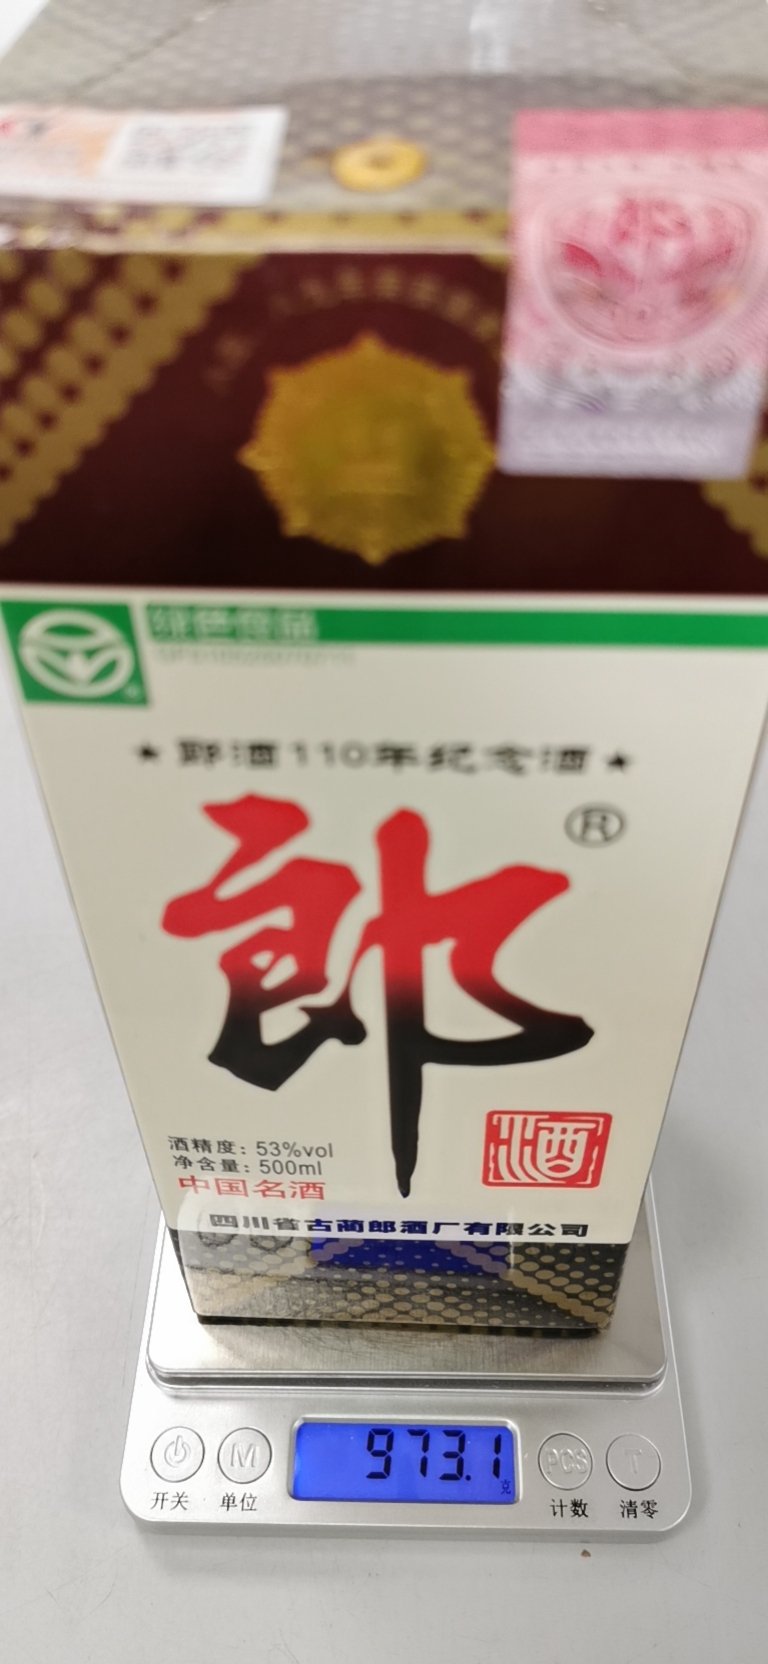 绿色食品
★ 郎酒110年纪念酒 ★
郎®
酒精度：53%vol
净含量：500ml
中国名酒
酒
四川省古蔺郎酒厂有限公司
973.1
克
M
PCS
T
开关
单位
计数
清零